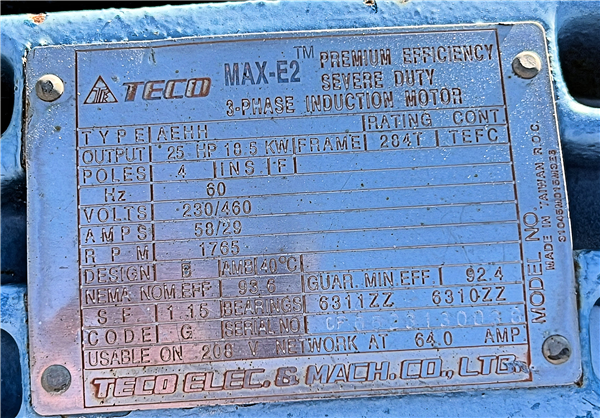 TECO MAX-E2™ PREMIUM EFFICIENCY
SEVERE DUTY
3-PHASE INDUCTION MOTOR
TYPE AEHH RATING CONT
OUTPUT 25 HP 18.5 KW FRAME 284T TEFC
POLES 4 INS. F
Hz 60
VOLTS 230/460
AMPS 58/29
RPM 1765
DESIGN B AMB 40°C
NEMA NOM.EFF 93.6 GUAR. MIN.EFF 92.4
S.F. 1.15 BEARINGS 6311ZZ 6310ZZ
CODE G SERIAL NO
USABLE ON 208 V NETWORK AT 64.0 AMP
TECO ELEC. & MACH. CO., LTD.
MODEL NO.
MADE IN TAIWAN R.O.C.